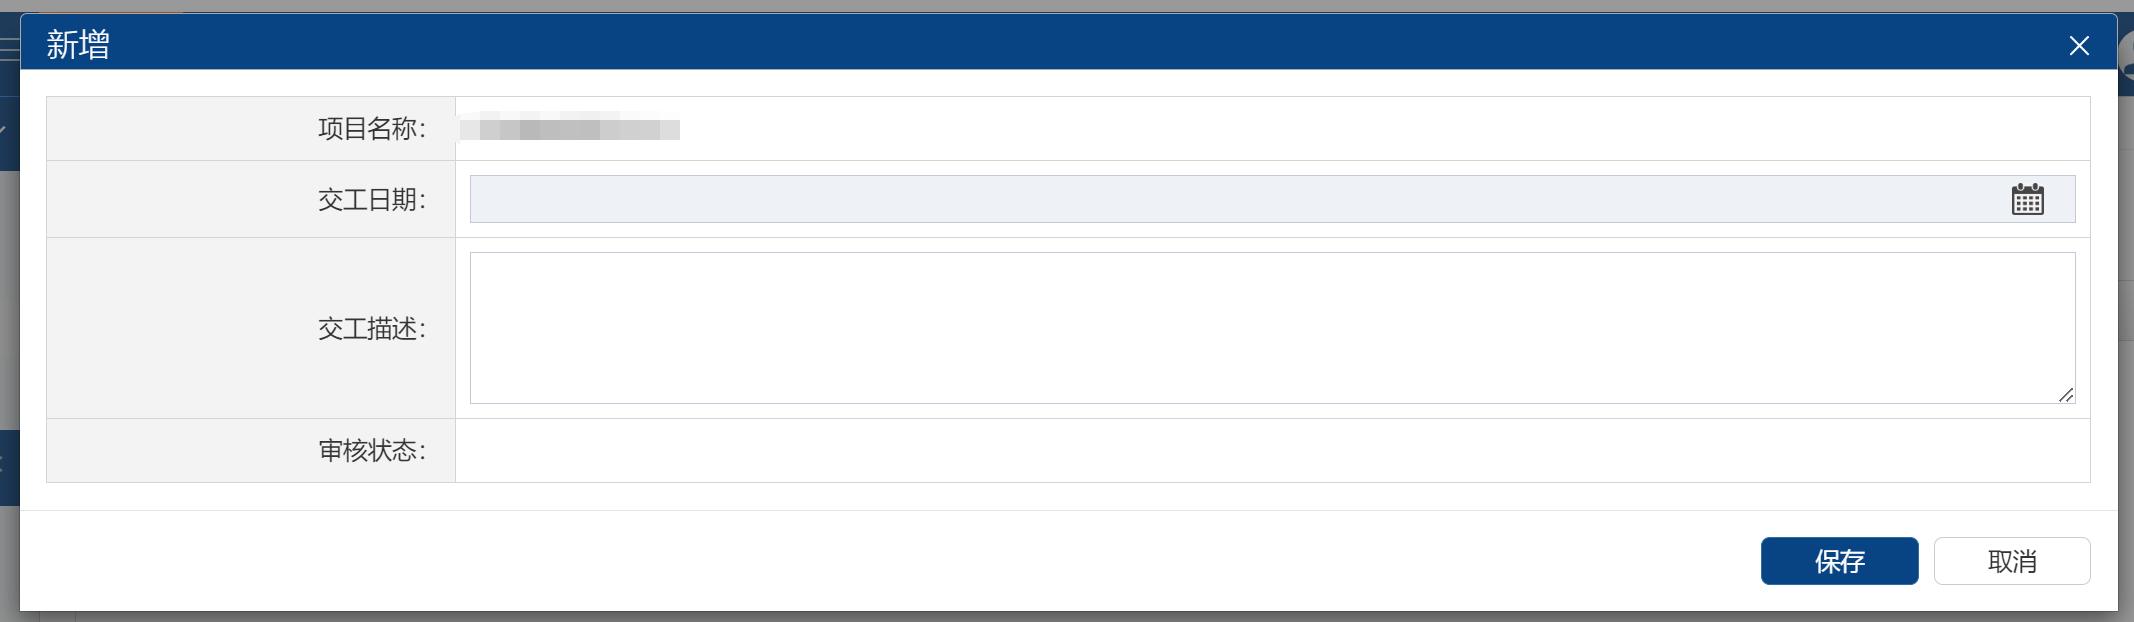 新增
项目名称：
交工日期：
交工描述：
审核状态：
保存 取消